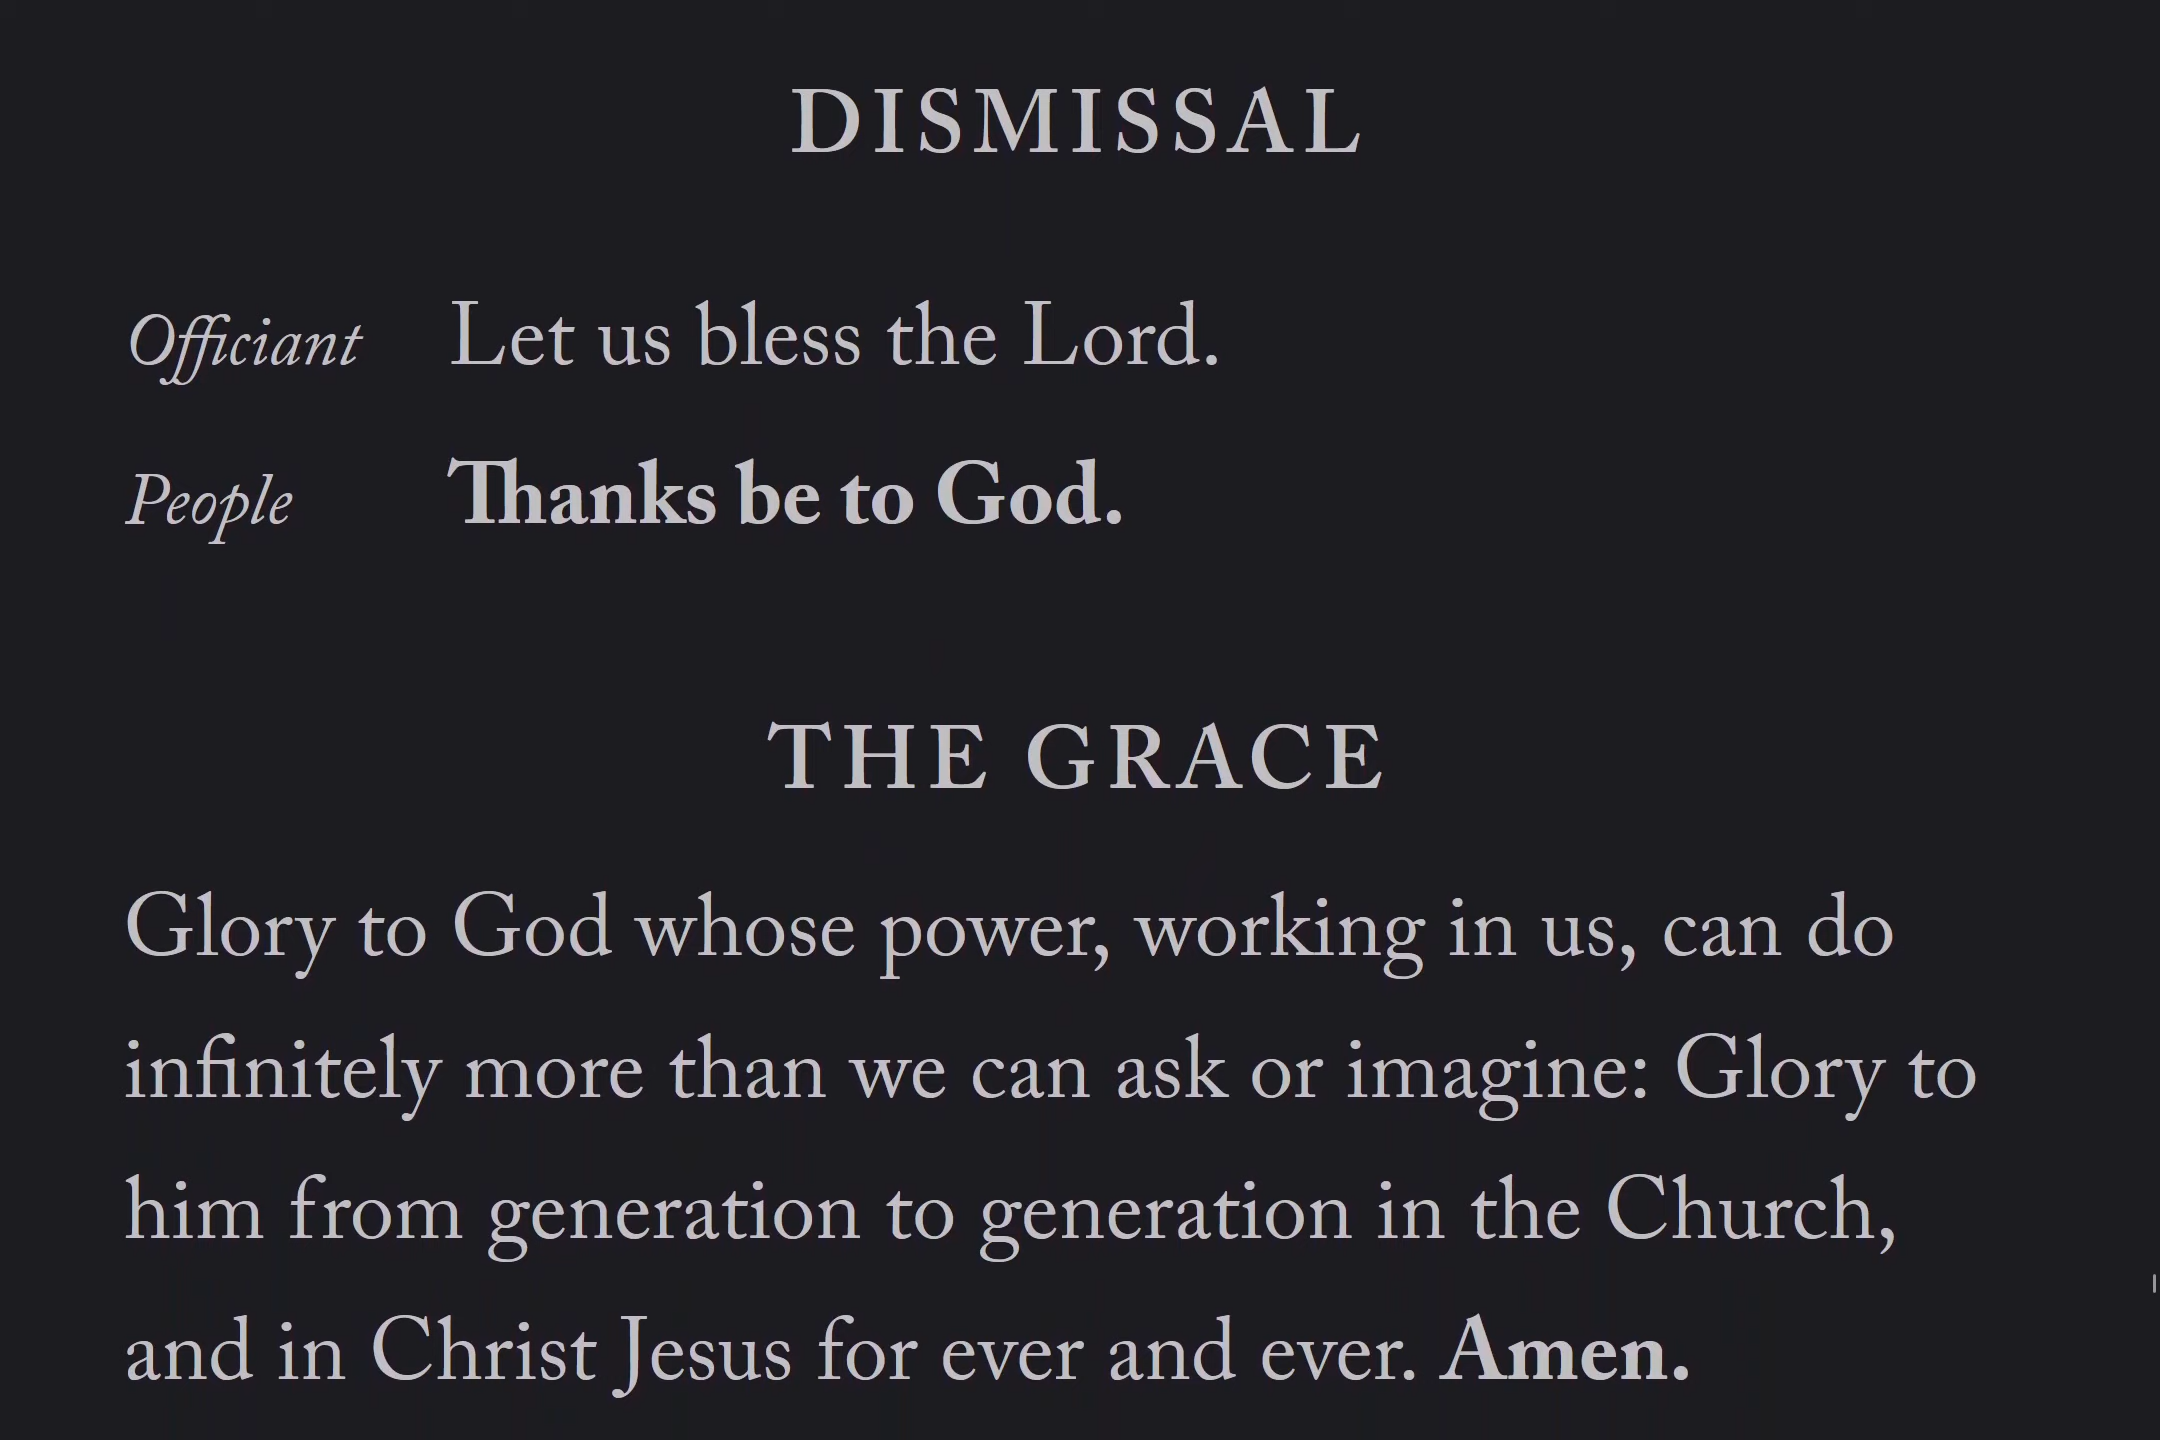 DISMISSAL
Officiant Let us bless the Lord.
People Thanks be to God.
THE GRACE
Glory to God whose power, working in us, can do
infinitely more than we can ask or imagine: Glory to
him from generation to generation in the Church,
and in Christ Jesus for ever and ever. Amen.